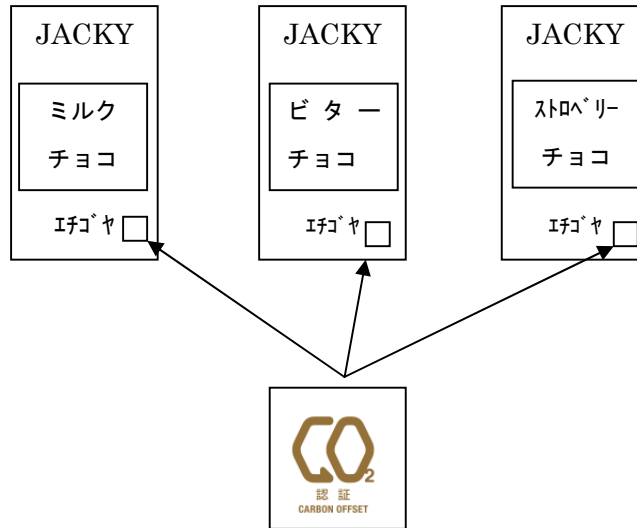 JACKY
ミルク
チョコ
ｴﾁｺﾞﾔ
JACKY
ビター
チョコ
ｴﾁｺﾞﾔ
JACKY
ｽﾄﾛﾍﾞﾘｰ
チョコ
ｴﾁｺﾞﾔ
CO2
認証
CARBON OFFSET